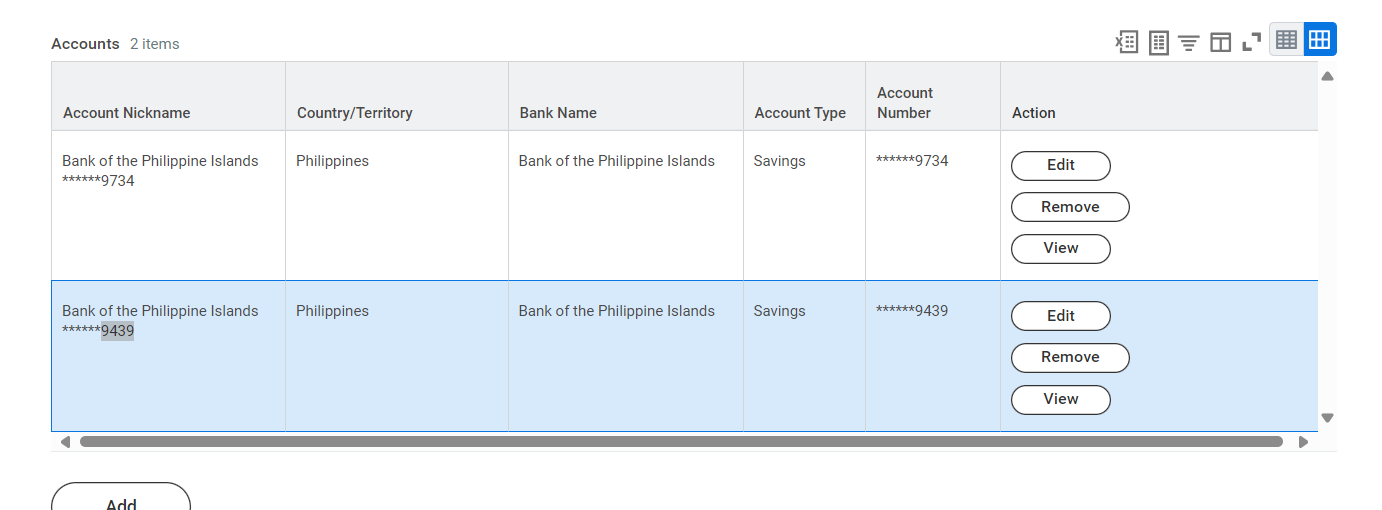 Accounts 2 items
Account Nickname
Country/Territory
Bank Name
Account Type
Account
Number
Action
Bank of the Philippine Islands
******9734
Philippines
Bank of the Philippine Islands
Savings
******9734
Edit
Remove
View
Bank of the Philippine Islands
******9439
Philippines
Bank of the Philippine Islands
Savings
******9439
Edit
Remove
View
Add